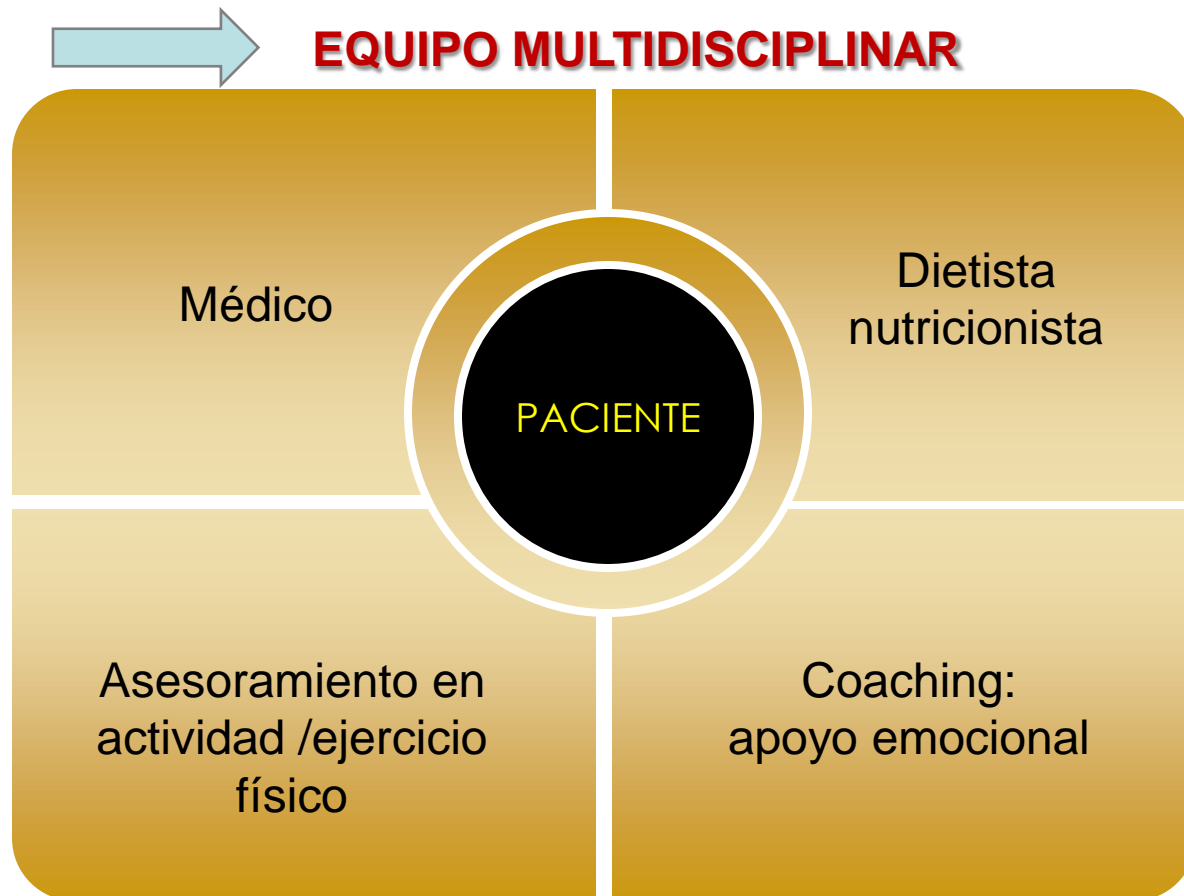 EQUIPO MULTIDISCIPLINAR
Médico
Dietista
nutricionista
PACIENTE
Asesoramiento en
actividad /ejercicio
físico
Coaching:
apoyo emocional